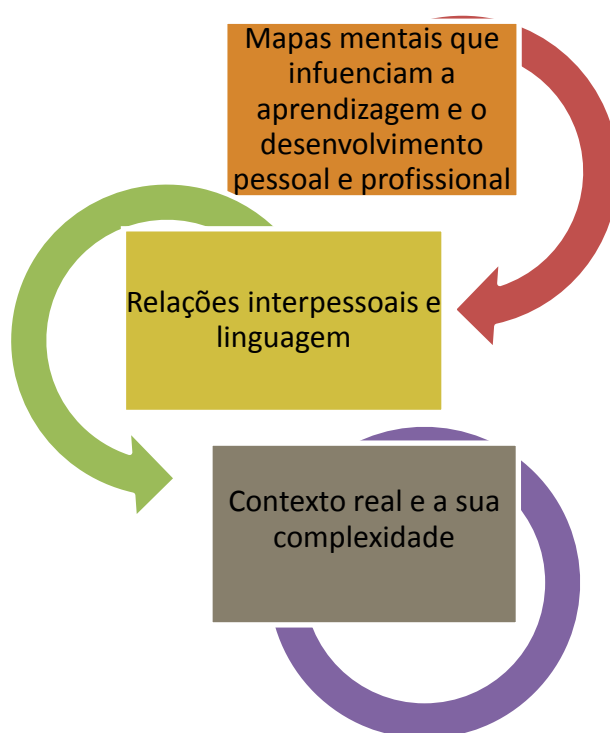 Mapas mentais que
infuenciam a
aprendizagem e o
desenvolvimento
pessoal e profissional
Relações interpessoais e
linguagem
Contexto real e a sua
complexidade